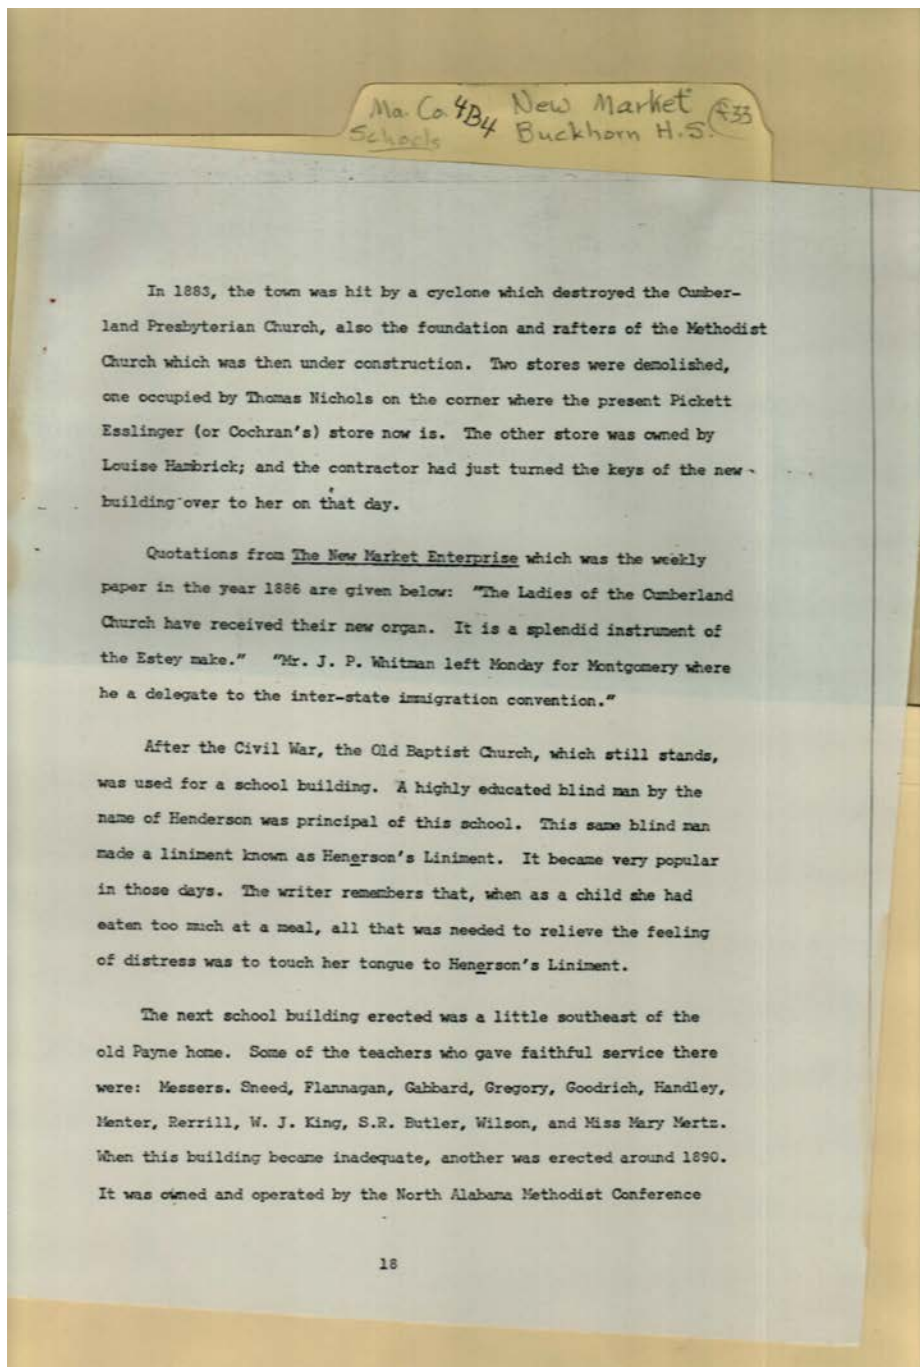 Ma. Co. 4B4 New Market £33
Schools Buckhorn H.S.
In 1883, the town was hit by a cyclone which destroyed the Cumber-
land Presbyterian Church, also the foundation and rafters of the Methodist
Church which was then under construction. Two stores were demolished,
one occupied by Thomas Nichols on the corner where the present Pickett
Esslinger (or Cochran's) store now is. The other store was owned by
Louise Hambrick; and the contractor had just turned the keys of the new
building over to her on that day.
Quotations from The New Market Enterprise which was the weekly
paper in the year 1886 are given below: "The Ladies of the Cumberland
Church have received their new organ. It is a splendid instrument of
the Estey make." "Mr. J. P. Whitman left Monday for Montgomery where
he a delegate to the inter-state immigration convention."
After the Civil War, the Old Baptist Church, which still stands,
was used for a school building. A highly educated blind man by the
name of Henderson was principal of this school. This same blind man
made a liniment known as Henerson's Liniment. It became very popular
in those days. The writer remembers that, when as a child she had
eaten too much at a meal, all that was needed to relieve the feeling
of distress was to touch her tongue to Henerson's Liniment.
The next school building erected was a little southeast of the
old Payne home. Some of the teachers who gave faithful service there
were: Messers. Sneed, Flannagan, Gabbard, Gregory, Goodrich, Handley,
Menter, Rerrill, W. J. King, S.R. Butler, Wilson, and Miss Mary Mertz.
When this building became inadequate, another was erected around 1890.
It was owned and operated by the North Alabama Methodist Conference
18